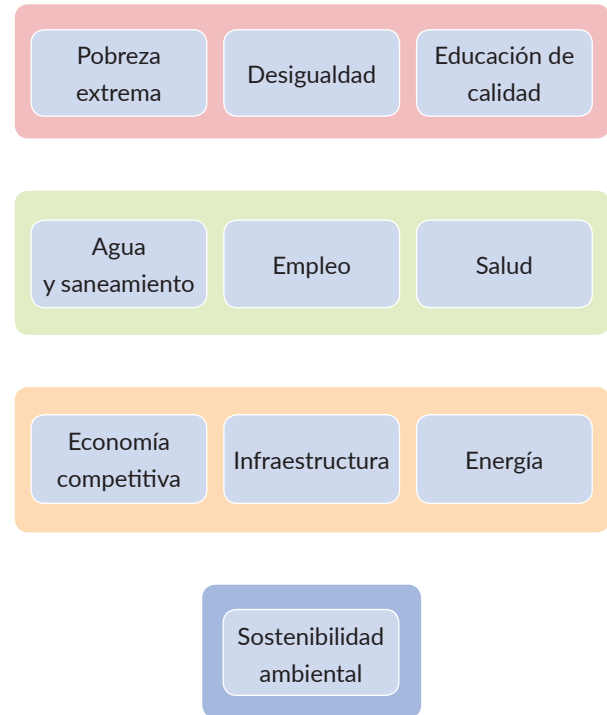 Pobreza
extrema
Desigualdad
Educación de
calidad
Agua
y saneamiento
Empleo
Salud
Economía
competitiva
Infraestructura
Energía
Sostenibilidad
ambiental